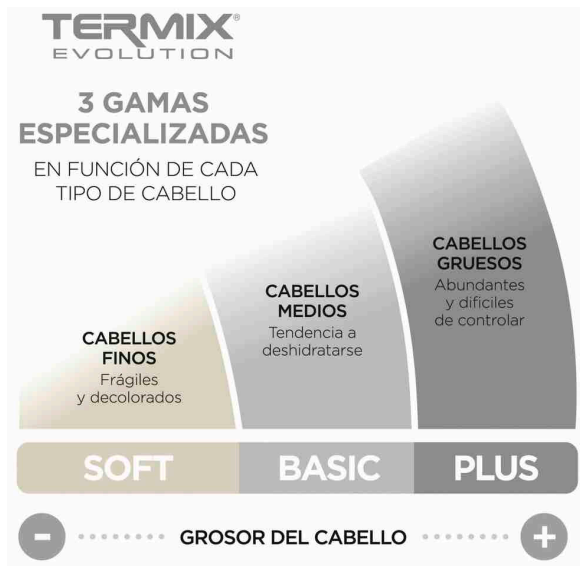 TERMIX®
EVOLUTION
3 GAMAS
ESPECIALIZADAS
EN FUNCIÓN DE CADA
TIPO DE CABELLO
CABELLOS
FINOS
Frágiles
y decolorados
CABELLOS
MEDIOS
Tendencia a
deshidratarse
CABELLOS
GRUESOS
Abundantes
y dificiles
de controlar
SOFT
BASIC
PLUS
- GROSOR DEL CABELLO +